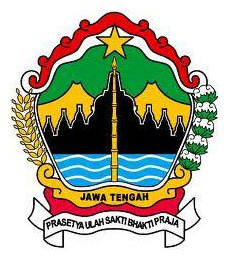 JAWA TENGAH
PRASETYA ULAH SAKTI BHAKTI PRAJA